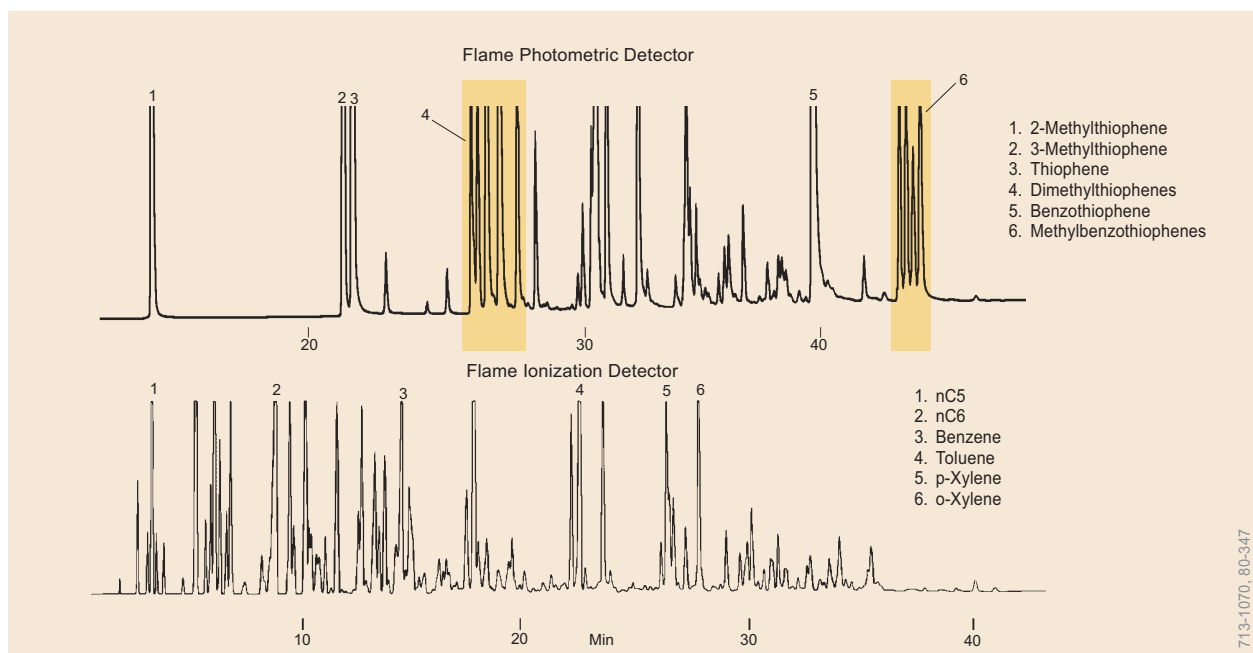 Flame Photometric Detector
1
2 3
4
5
6
1. 2-Methylthiophene
2. 3-Methylthiophene
3. Thiophene
4. Dimethylthiophenes
5. Benzothiophene
6. Methylbenzothiophenes
20
30
40
Flame Ionization Detector
1
2
3
4
5
6
1. nC5
2. nC6
3. Benzene
4. Toluene
5. p-Xylene
6. o-Xylene
10
20
Min
30
40
713-1070, 80-347